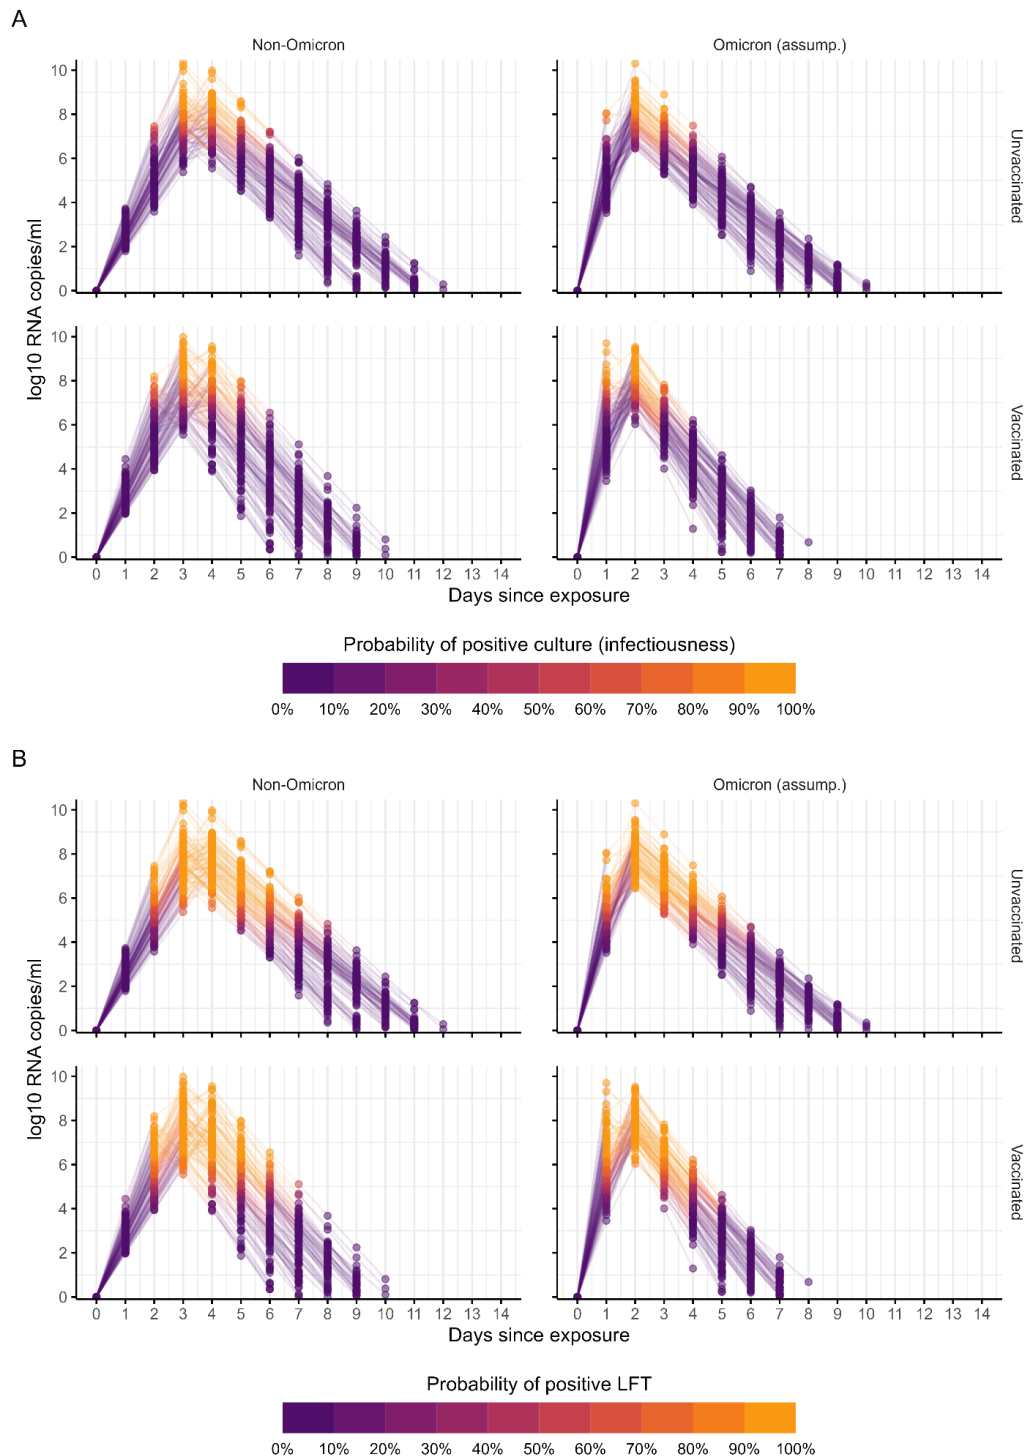 A
Non-Omicron
Omicron (assump.)
10
8
6
4
2
0
Unvaccinated
log10 RNA copies/ml
10
8
6
4
2
0
Vaccinated
0 1 2 3 4 5 6 7 8 9 10 11 12 13 14
0 1 2 3 4 5 6 7 8 9 10 11 12 13 14
Days since exposure
Probability of positive culture (infectiousness)
0% 10% 20% 30% 40% 50% 60% 70% 80% 90% 100%
B
Non-Omicron
Omicron (assump.)
10
8
6
4
2
0
Unvaccinated
log10 RNA copies/ml
10
8
6
4
2
0
Vaccinated
0 1 2 3 4 5 6 7 8 9 10 11 12 13 14
0 1 2 3 4 5 6 7 8 9 10 11 12 13 14
Days since exposure
Probability of positive LFT
0% 10% 20% 30% 40% 50% 60% 70% 80% 90% 100%